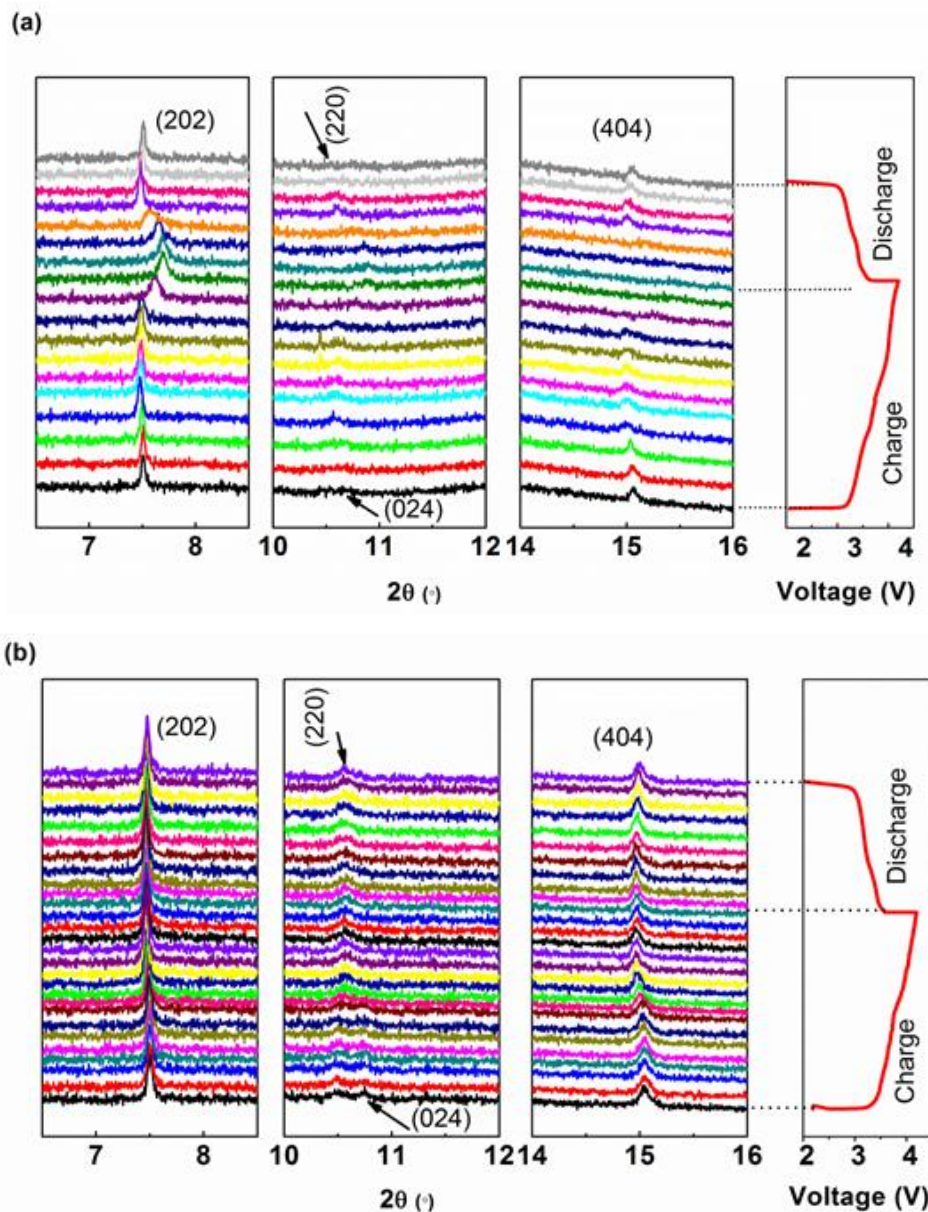 (a)
(202)
(220)
(404)
(024)
Discharge
Charge
7 8 10 11 12 14 15 16 2 3 4
2θ (◦)
Voltage (V)
(b)
(202)
(220)
(404)
(024)
Discharge
Charge
7 8 10 11 12 14 15 16 2 3 4
2θ (◦)
Voltage (V)